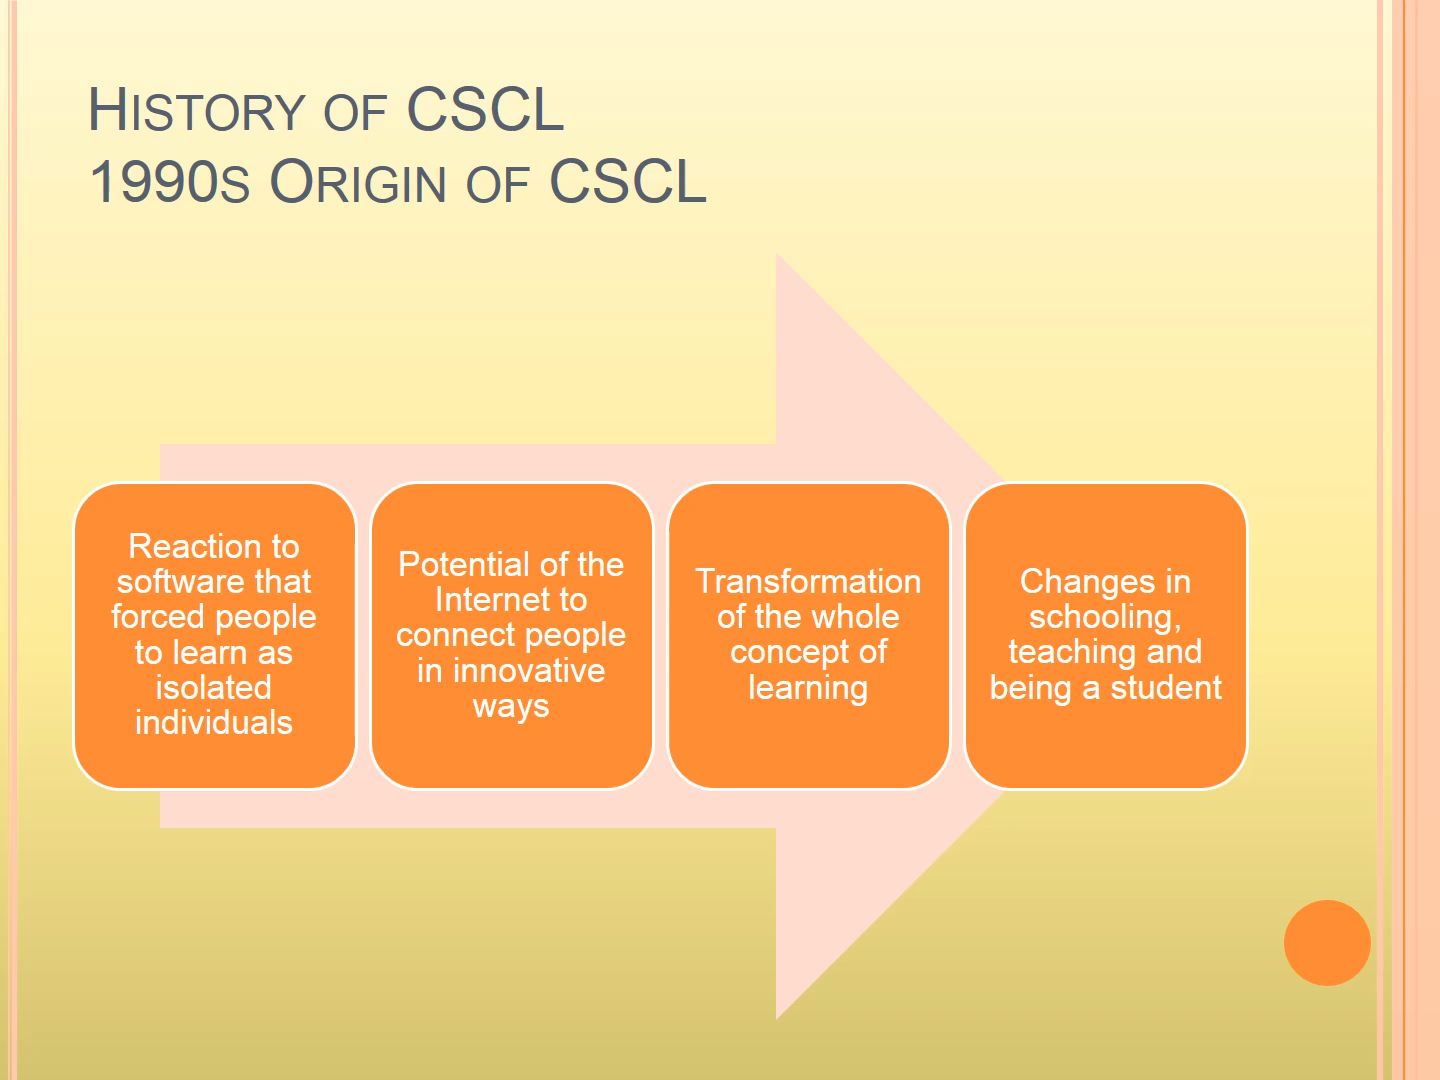 History of CSCL
1990s Origin of CSCL
Reaction to
software that
forced people
to learn as
isolated
individuals
Potential of the
Internet to
connect people
in innovative
ways
Transformation
of the whole
concept of
learning
Changes in
schooling,
teaching and
being a student